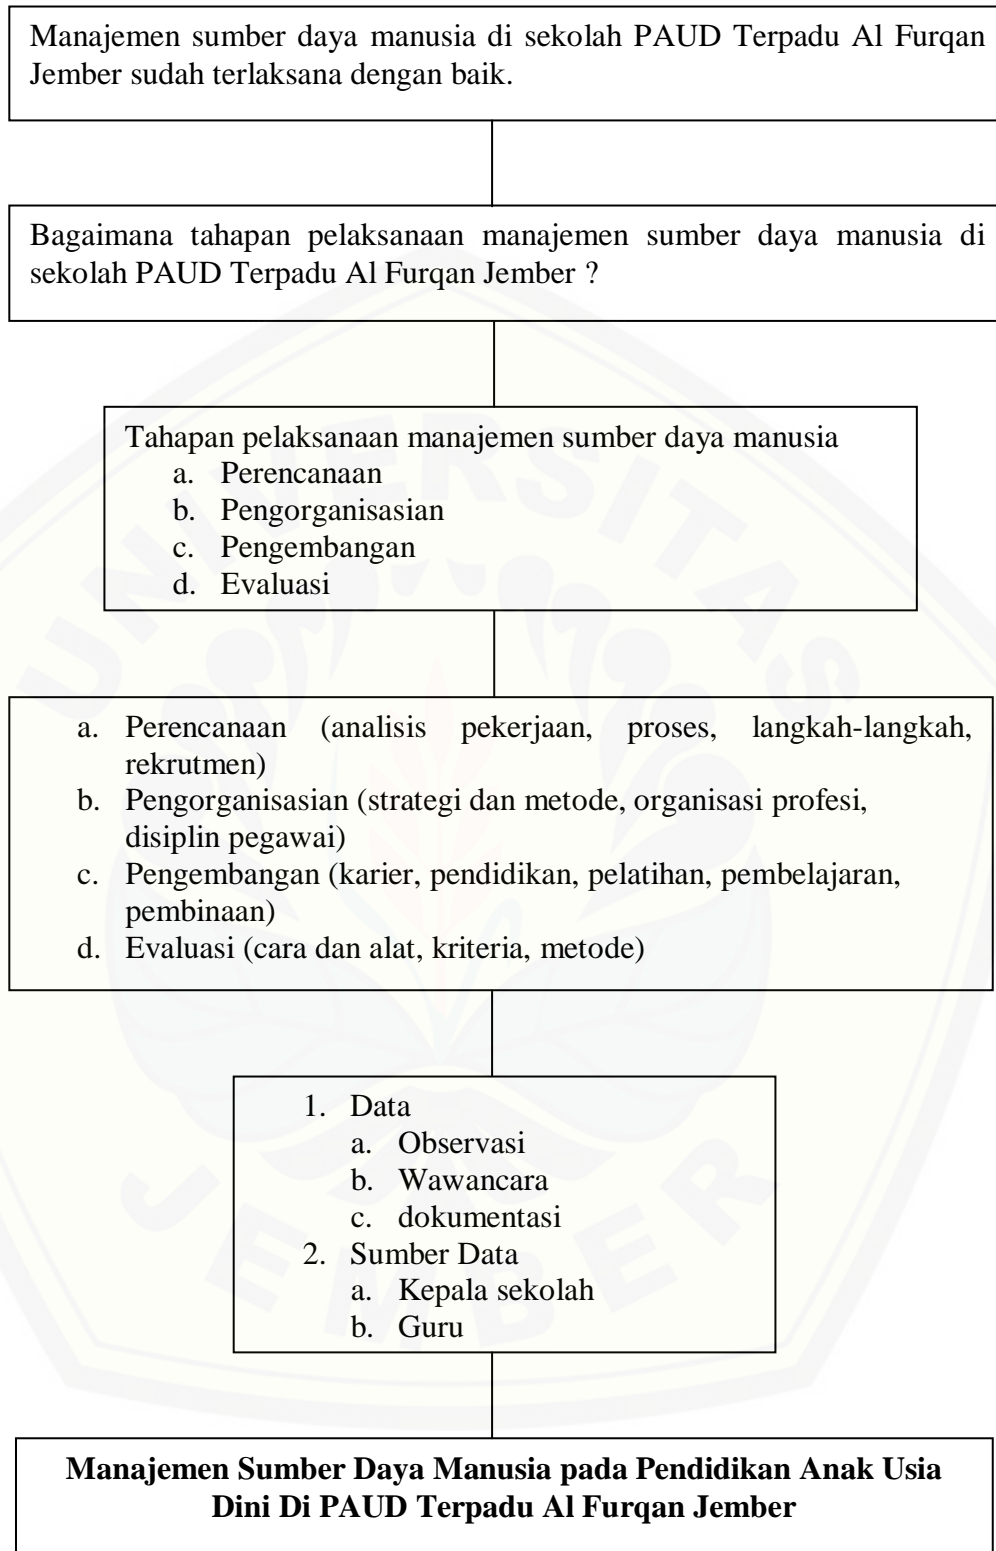 Manajemen sumber daya manusia di sekolah PAUD Terpadu Al Furqan
Jember sudah terlaksana dengan baik.
Bagaimana tahapan pelaksanaan manajemen sumber daya manusia di
sekolah PAUD Terpadu Al Furqan Jember ?
Tahapan pelaksanaan manajemen sumber daya manusia
a. Perencanaan
b. Pengorganisasian
c. Pengembangan
d. Evaluasi
a. Perencanaan (analisis pekerjaan, proses, langkah-langkah,
rekrutmen)
b. Pengorganisasian (strategi dan metode, organisasi profesi,
disiplin pegawai)
c. Pengembangan (karier, pendidikan, pelatihan, pembelajaran,
pembinaan)
d. Evaluasi (cara dan alat, kriteria, metode)
1. Data
a. Observasi
b. Wawancara
c. dokumentasi
2. Sumber Data
a. Kepala sekolah
b. Guru
Manajemen Sumber Daya Manusia pada Pendidikan Anak Usia
Dini Di PAUD Terpadu Al Furqan Jember
UNIVERSITAS
JEMBER